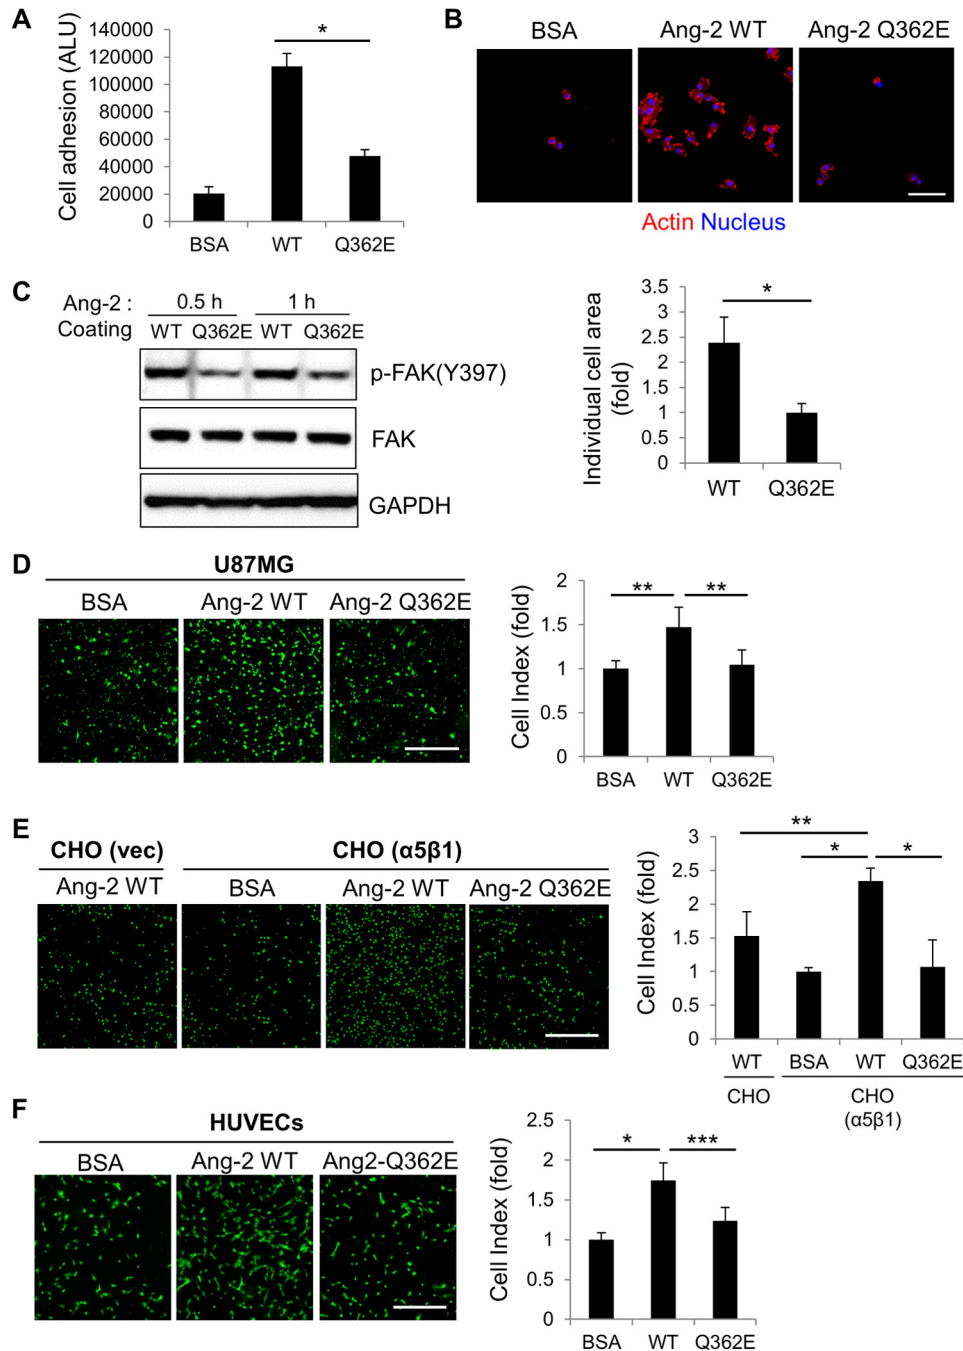 A
Cell adhesion (ALU)
140000
120000
100000
80000
60000
40000
20000
0
*
BSA WT Q362E
B
BSA Ang-2 WT Ang-2 Q362E
Actin Nucleus
Individual cell area
(fold)
3.5
3
2.5
2
1.5
1
0.5
0
*
WT Q362E
C
Ang-2 : 0.5 h 1 h
Coating WT Q362E WT Q362E
p-FAK(Y397)
FAK
GAPDH
D
U87MG
BSA Ang-2 WT Ang-2 Q362E
Cell Index (fold)
2
1.5
1
0.5
0
** **
BSA WT Q362E
E
CHO (vec) CHO (α5β1)
Ang-2 WT BSA Ang-2 WT Ang-2 Q362E
Cell Index (fold)
3
2.5
2
1.5
1
0.5
0
**
* *
WT BSA WT Q362E
CHO CHO
(α5β1)
F
HUVECs
BSA Ang-2 WT Ang2-Q362E
Cell Index (fold)
2.5
2
1.5
1
0.5
0
* ***
BSA WT Q362E